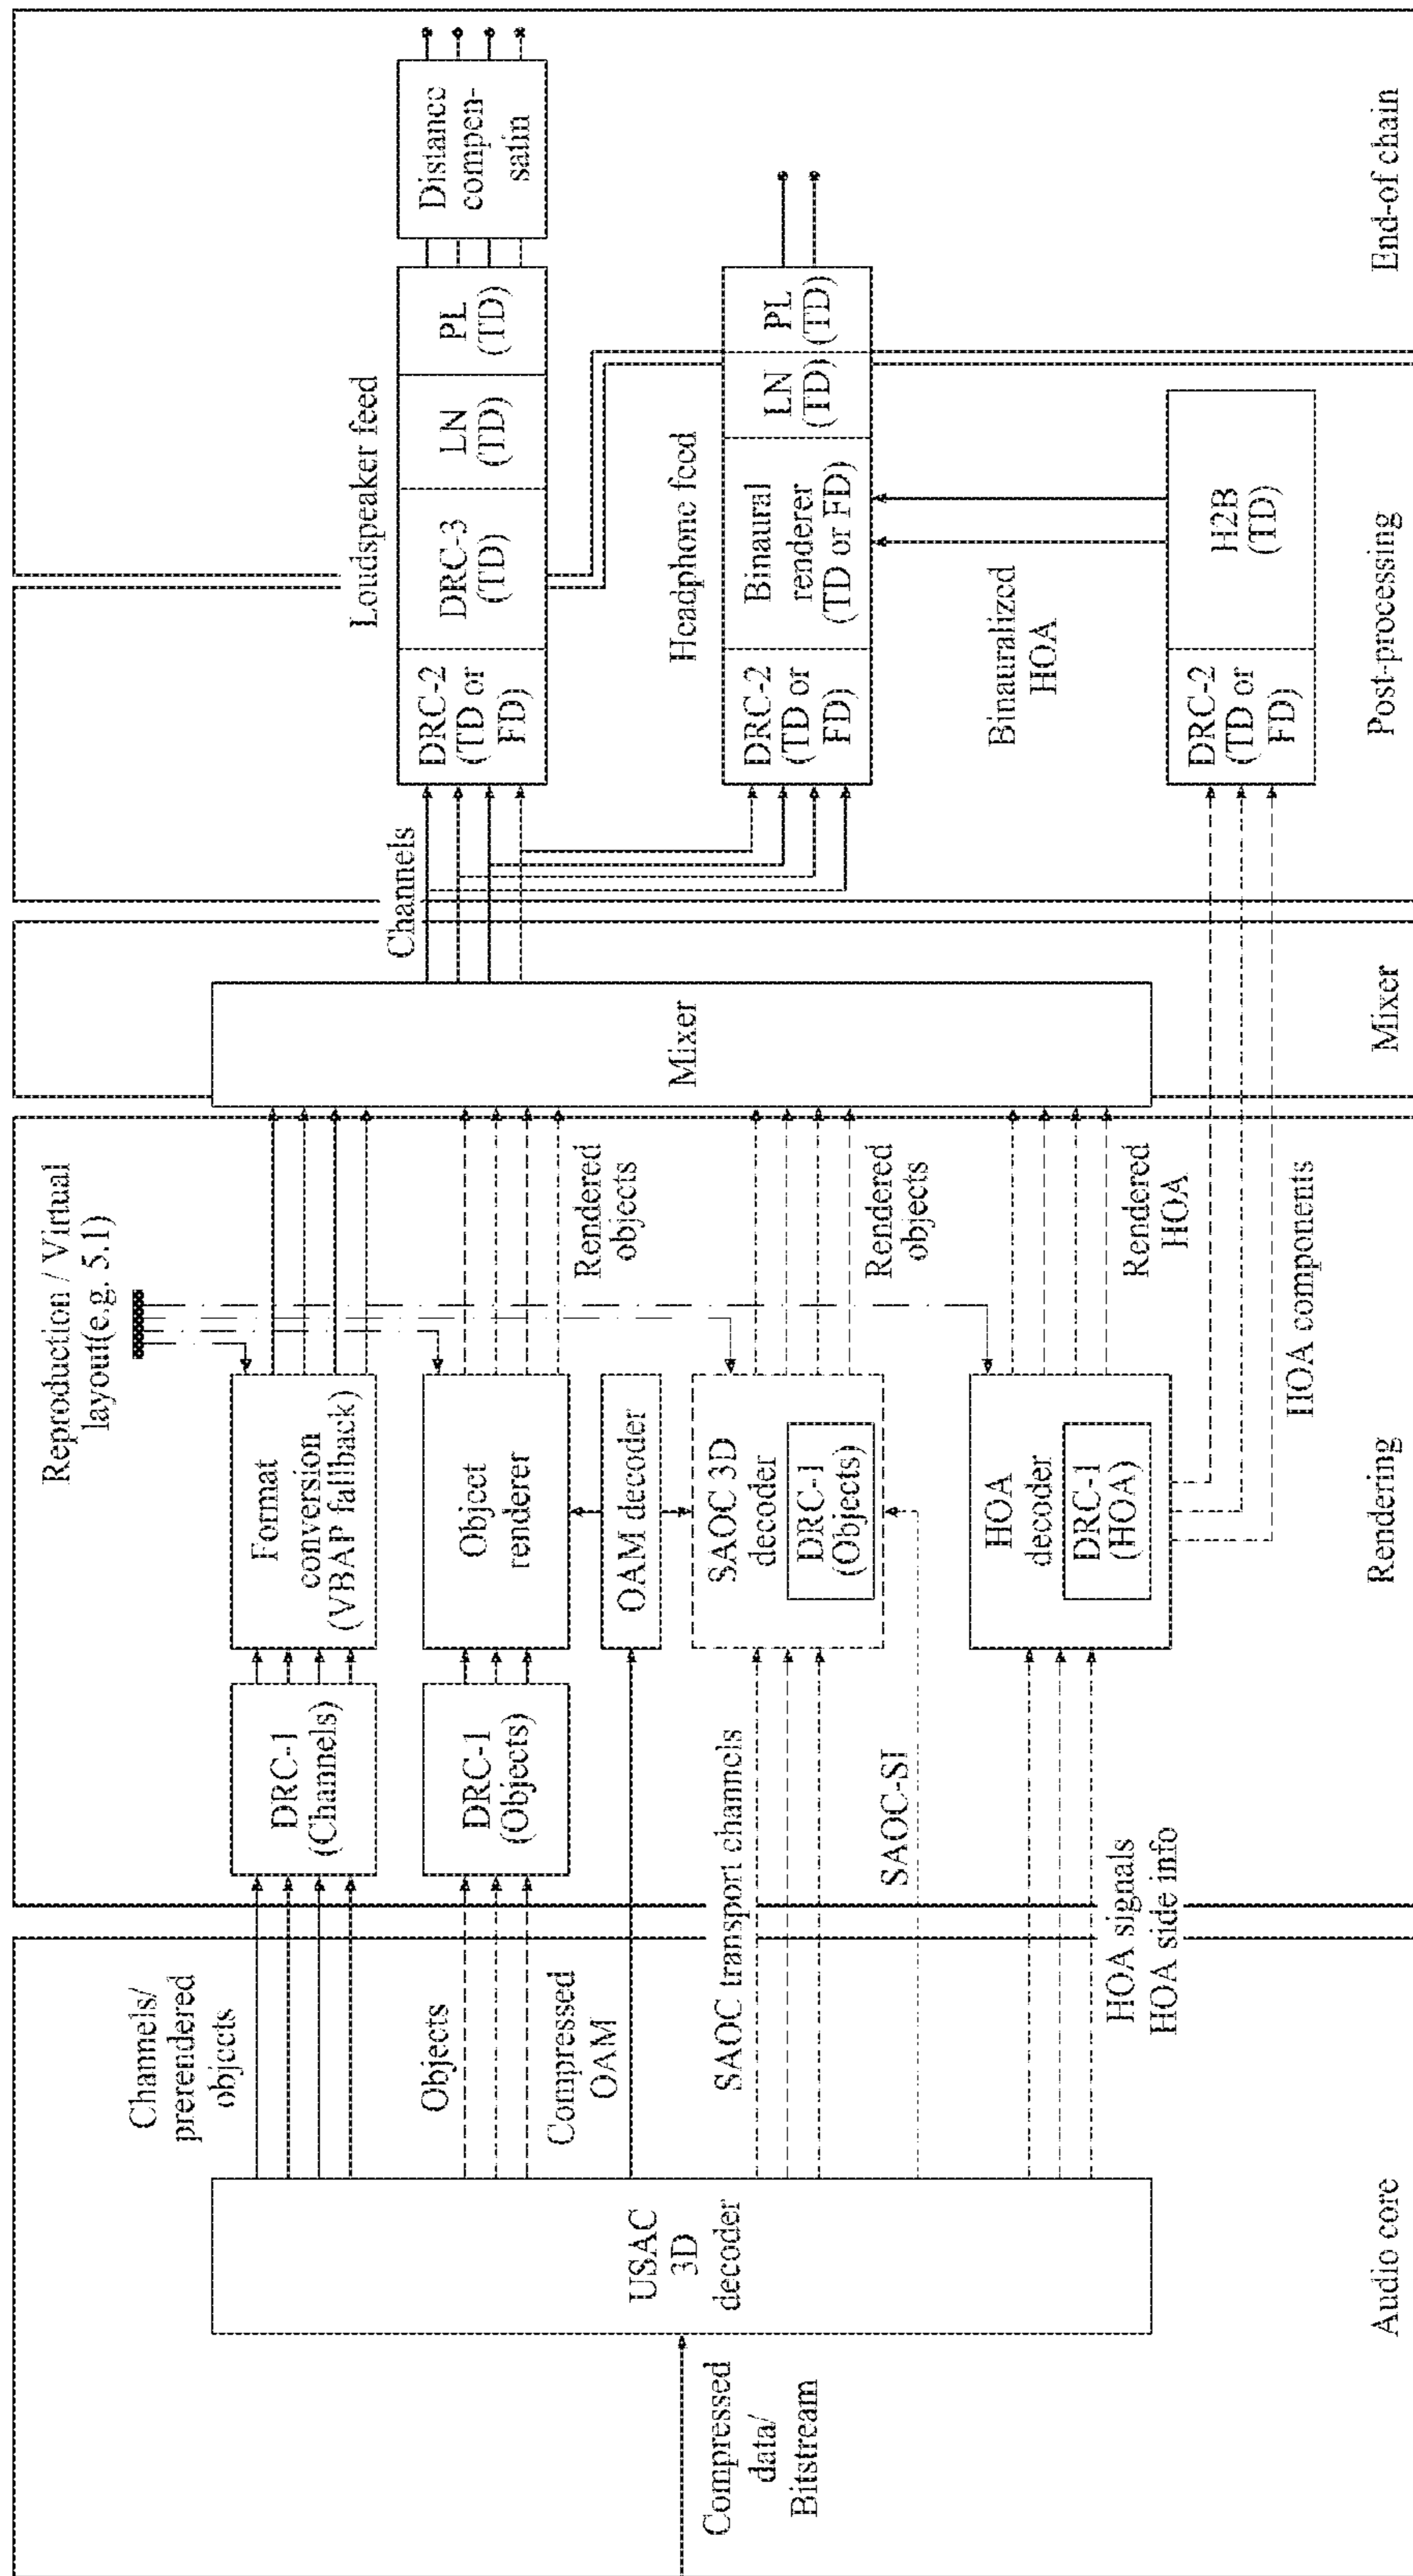 Compressed
data/
Bitstream
USAC
3D
decoder
Audio core
Channels/
prerendered
objects
Objects
Compressed
OAM
SAOC transport channels
SAOC-SI
HOA signals
HOA side info
DRC-1
(Channels)
DRC-1
(Objects)
Reproduction / Virtual
layout(e.g. 5.1)
Format
conversion
(VBAP fallback)
Object
renderer
OAM decoder
SAOC 3D
decoder
DRC-1
(Objects)
HOA
decoder
DRC-1
(HOA)
Rendered
objects
Rendered
objects
Rendered
HOA
HOA components
Rendering
Mixer
Mixer
Channels
Loudspeaker feed
DRC-2
(TD or
FD)
DRC-3
(TD)
LN
(TD)
PL
(TD)
Distance
compen-
satin
Headphone feed
DRC-2
(TD or
FD)
Binaural
renderer
(TD or FD)
LN
(TD)
PL
(TD)
Binauralized
HOA
DRC-2
(TD or
FD)
H2B
(TD)
Post-processing
End-of chain